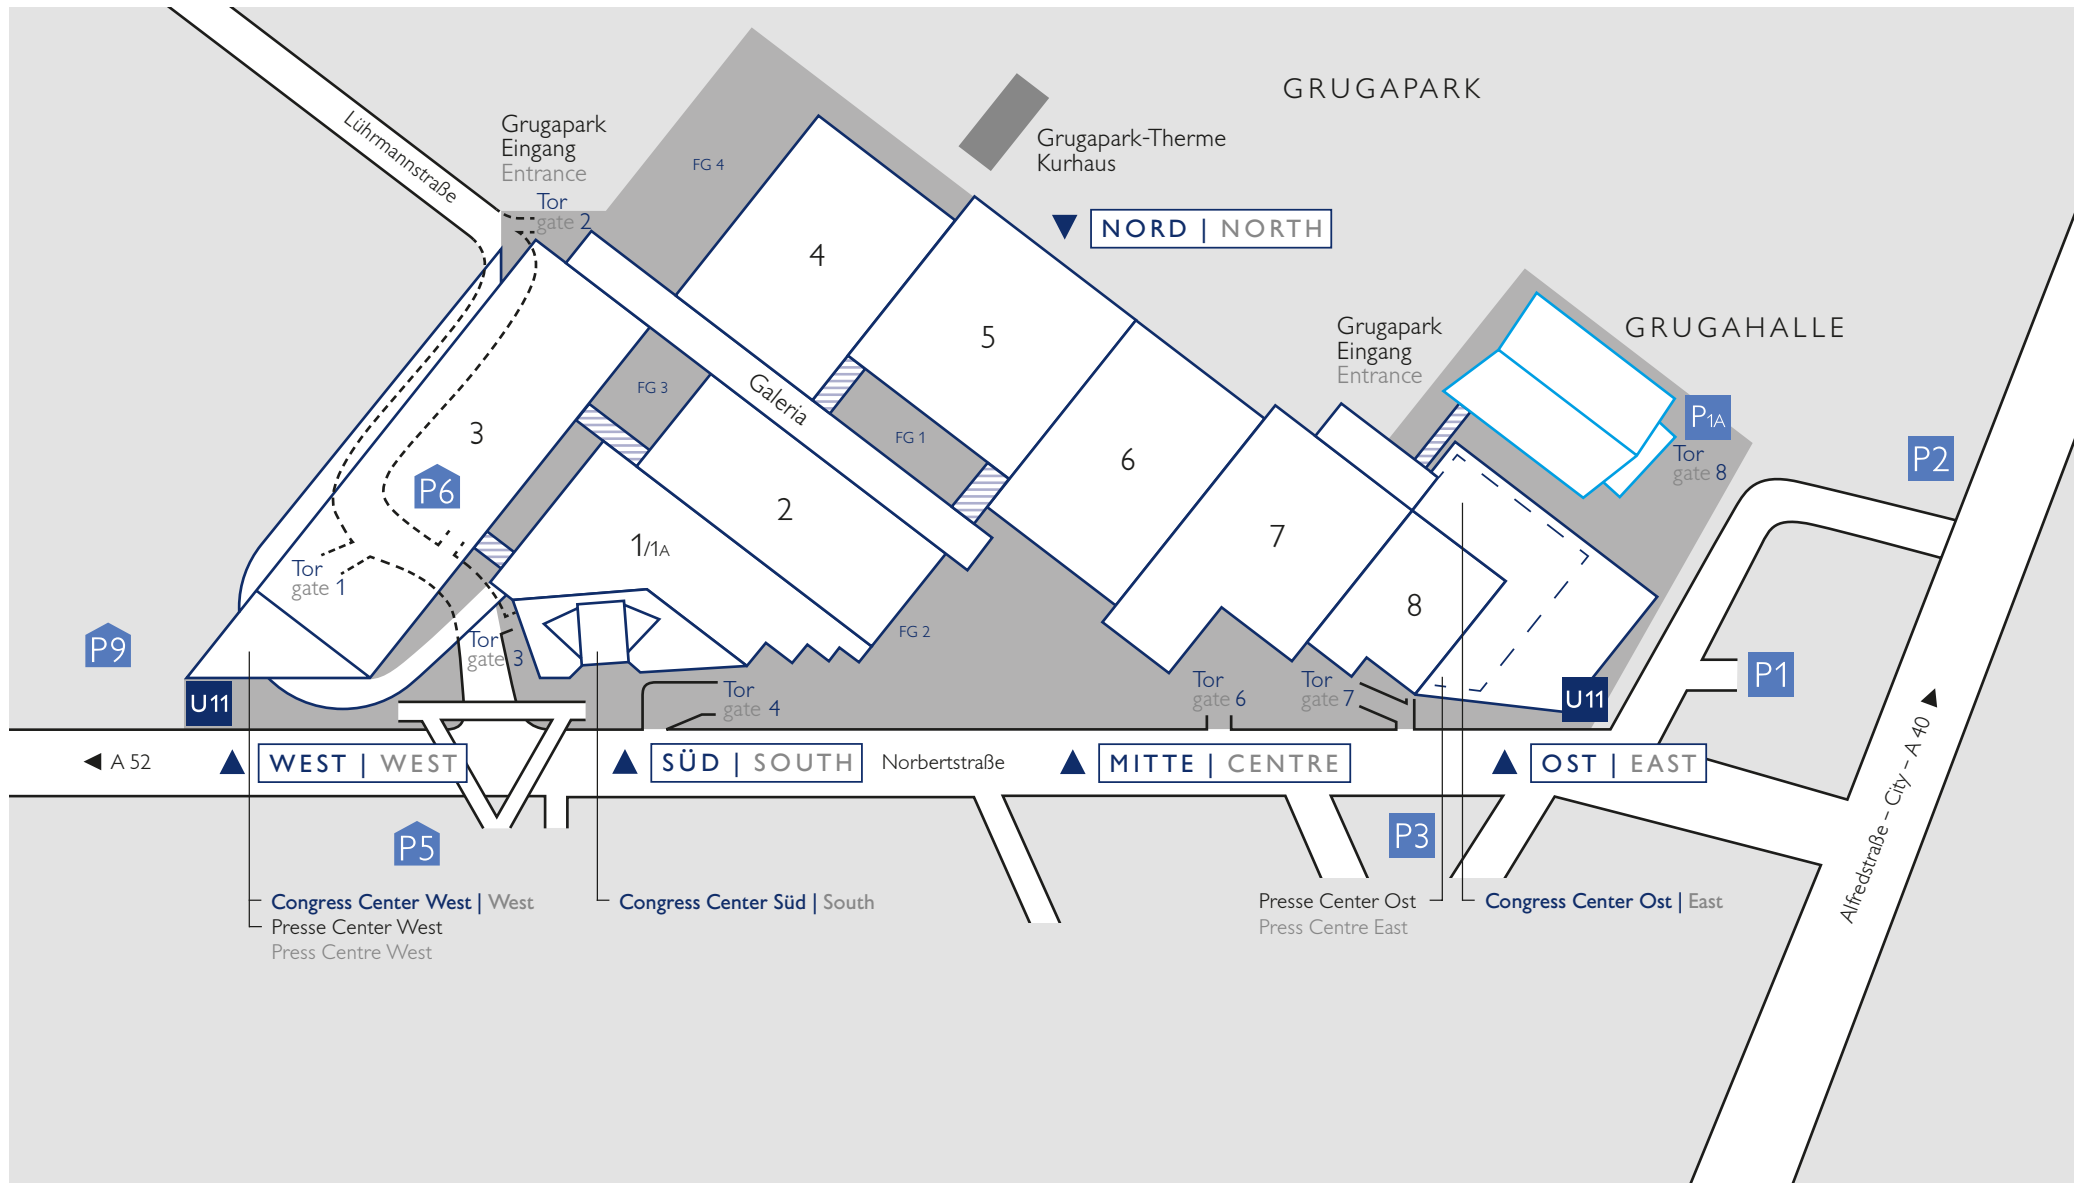 GRUGAPARK
Lührmannstraße
Grugapark
Eingang
Entrance
Tor
gate 2
FG 4
Grugapark-Therme
Kurhaus
NORD | NORTH
4
5
Grugapark
Eingang
Entrance
GRUGAHALLE
P1A
Tor
gate 8
P2
FG 3
Galeria
FG 1
3
P6
6
2
7
1/1A
8
Tor
gate 1
P9
Tor
gate 3
FG 2
U11
Tor
gate 4
Tor
gate 6
Tor
gate 7
U11
P1
A 52
WEST | WEST
SÜD | SOUTH
Norbertstraße
MITTE | CENTRE
OST | EAST
Alfredstraße – City – A 40
P5
P3
Congress Center West | West
Presse Center West
Press Centre West
Congress Center Süd | South
Presse Center Ost
Press Centre East
Congress Center Ost | East